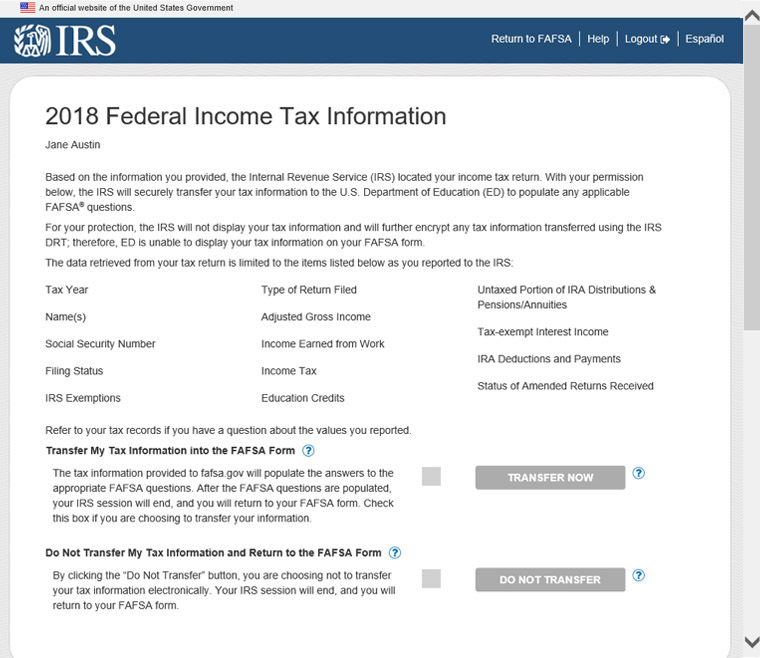 An official website of the United States Government
IRS
Return to FAFSA
Help
Logout
Español
2018 Federal Income Tax Information
Jane Austin
Based on the information you provided, the Internal Revenue Service (IRS) located your income tax return. With your permission
below, the IRS will securely transfer your tax information to the U.S. Department of Education (ED) to populate any applicable
FAFSA® questions.
For your protection, the IRS will not display your tax information and will further encrypt any tax information transferred using the IRS
DRT; therefore, ED is unable to display your tax information on your FAFSA form.
The data retrieved from your tax return is limited to the items listed below as you reported to the IRS:
Tax Year
Name(s)
Social Security Number
Filing Status
IRS Exemptions
Type of Return Filed
Adjusted Gross Income
Income Earned from Work
Income Tax
Education Credits
Untaxed Portion of IRA Distributions &
Pensions/Annuities
Tax-exempt Interest Income
IRA Deductions and Payments
Status of Amended Returns Received
Refer to your tax records if you have a question about the values you reported.
Transfer My Tax Information into the FAFSA Form ?
The tax information provided to fafsa.gov will populate the answers to the
appropriate FAFSA questions. After the FAFSA questions are populated,
your IRS session will end, and you will return to your FAFSA form. Check
this box if you are choosing to transfer your information.
TRANSFER NOW ?
Do Not Transfer My Tax Information and Return to the FAFSA Form ?
By clicking the “Do Not Transfer” button, you are choosing not to transfer
your tax information electronically. Your IRS session will end, and you will
return to your FAFSA form.
DO NOT TRANSFER ?